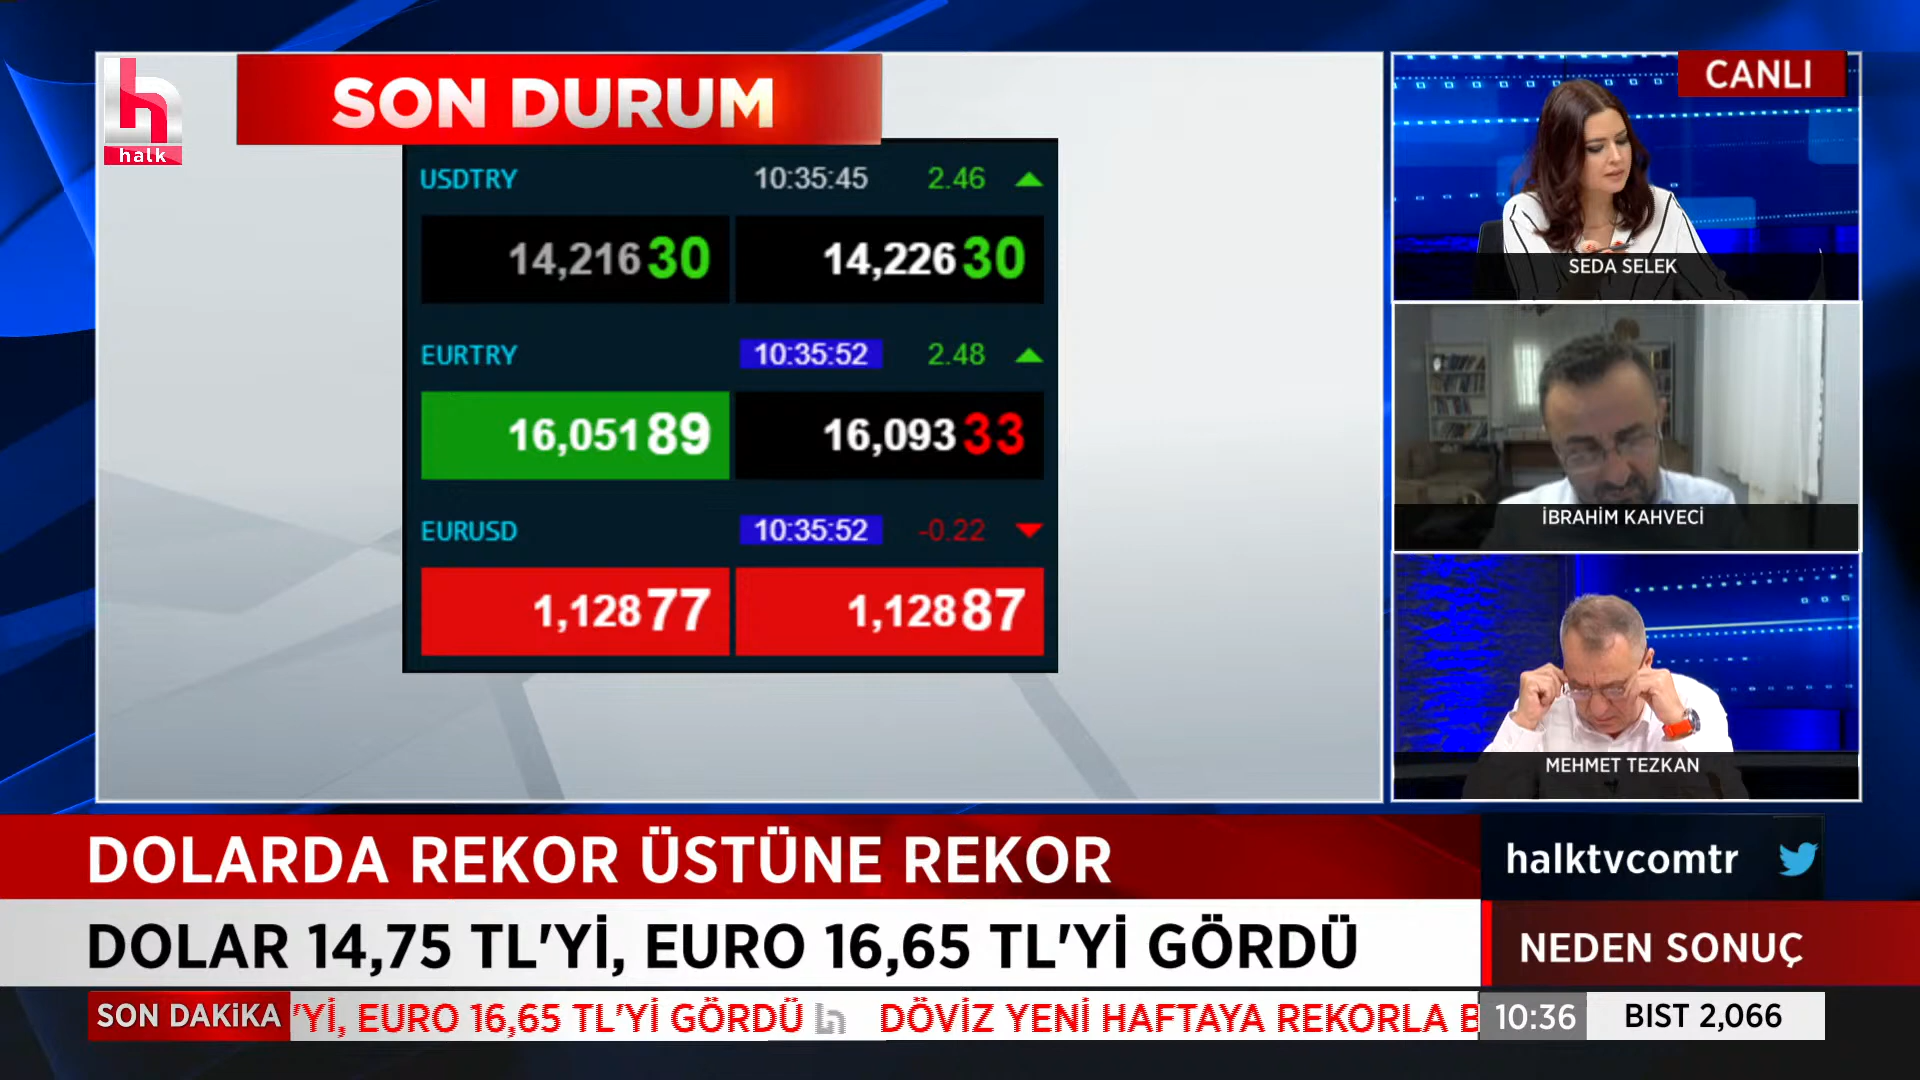 halk
SON DURUM
USDTRY 10:35:45 2.46
14,21630 14,22630
EURTRY 10:35:52 2.48
16,05189 16,09333
EURUSD 10:35:52 -0.22
1,12877 1,12887
CANLI
SEDA SELEK
İBRAHİM KAHVECİ
MEHMET TEZKAN
DOLARDA REKOR ÜSTÜNE REKOR
halktvcomtr
DOLAR 14,75 TL'Yİ, EURO 16,65 TL'Yİ GÖRDÜ
NEDEN SONUÇ
SON DAKiKA 'Yİ, EURO 16,65 TL'Yİ GÖRDÜ h DÖVİZ YENİ HAFTAYA REKORLA B
10:36 BIST 2,066